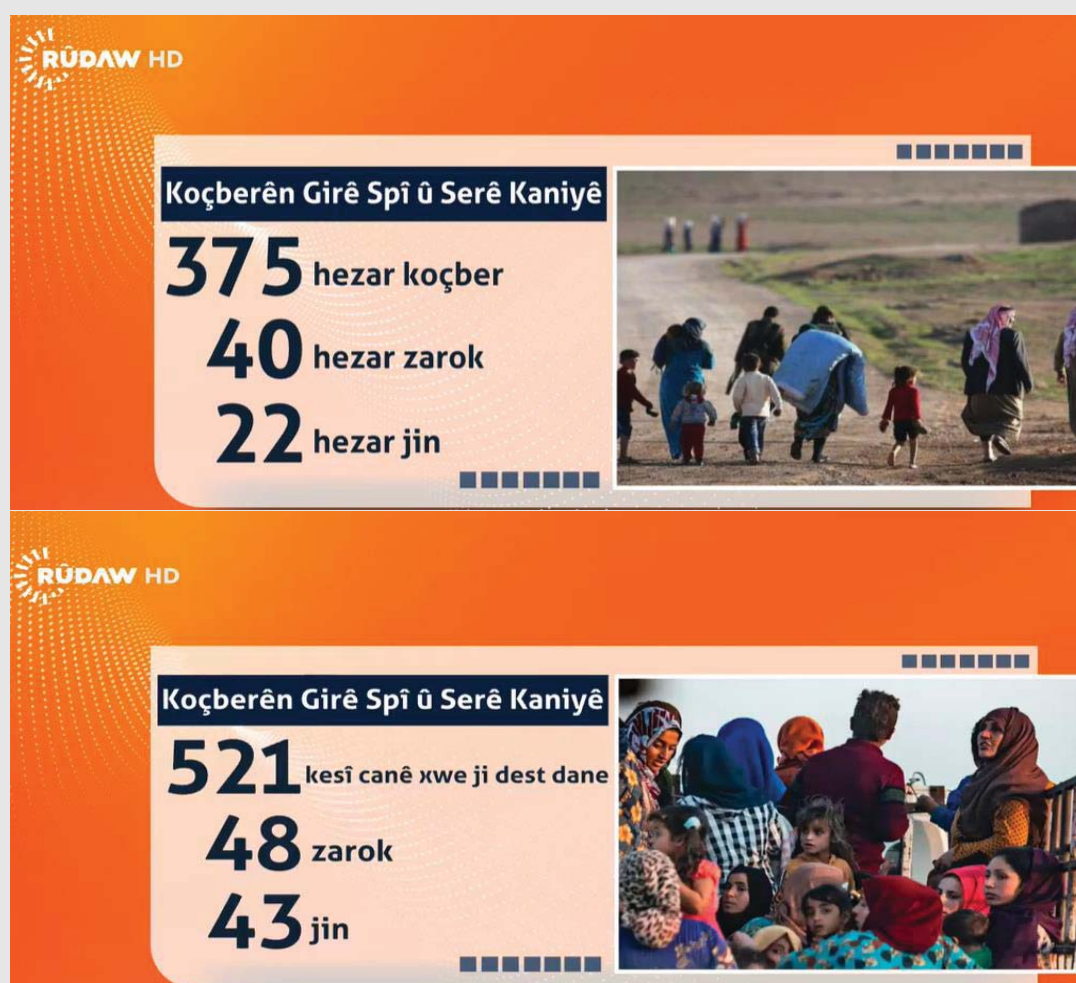 RÛDAW HD
Koçberên Girê Spî û Serê Kaniyê
375 hezar koçber
40 hezar zarok
22 hezar jin
RÛDAW HD
Koçberên Girê Spî û Serê Kaniyê
521 kesî canê xwe ji dest dane
48 zarok
43 jin